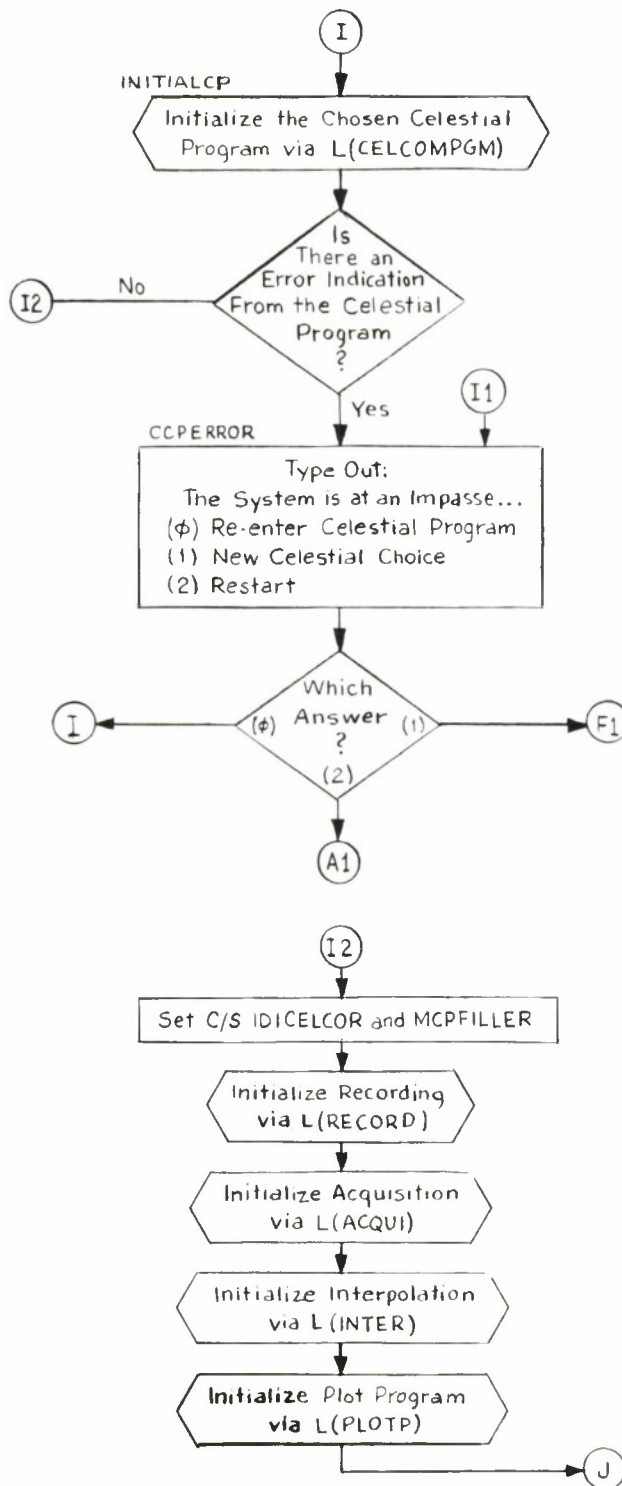 I
INITIALCP
Initialize the Chosen Celestial
Program via L(CELCOMPGM)
Is
There an
Error Indication
From the Celestial
Program
?
No
I2
Yes
I1
CCPERROR
Type Out:
The System is at an Impasse...
(ϕ) Re-enter Celestial Program
(1) New Celestial Choice
(2) Restart
Which
Answer
?
(ϕ)
(1)
(2)
I
F1
A1
I2
Set C/S IDICELCOR and MCPFILLER
Initialize Recording
via L(RECORD)
Initialize Acquisition
via L(ACQUI)
Initialize Interpolation
via L(INTER)
Initialize Plot Program
via L(PLOTP)
J